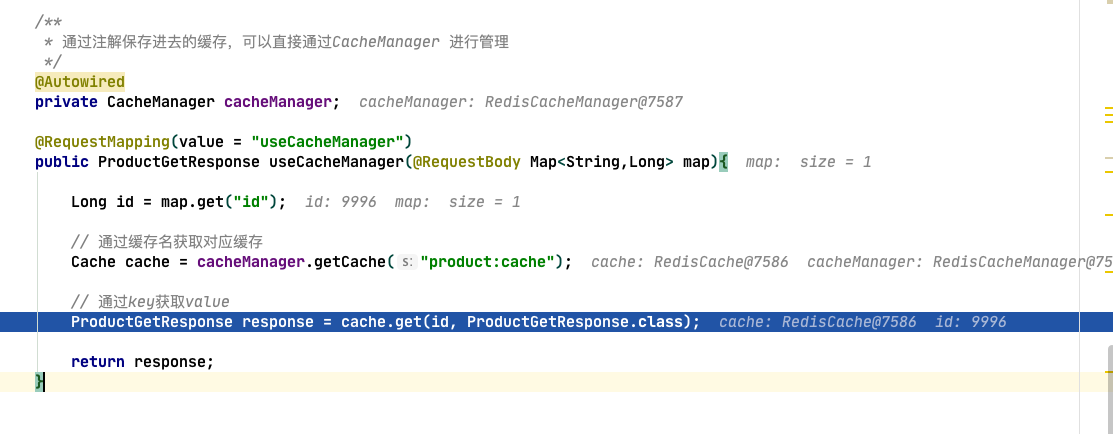 /**
* 通过注解保存进去的缓存，可以直接通过CacheManager 进行管理
*/
@Autowired
private CacheManager cacheManager;  cacheManager: RedisCacheManager@7587
@RequestMapping(value = "useCacheManager")
public ProductGetResponse useCacheManager(@RequestBody Map<String,Long> map){  map:  size = 1
Long id = map.get("id");  id: 9996  map:  size = 1
// 通过缓存名获取对应缓存
Cache cache = cacheManager.getCache( s: "product:cache");  cache: RedisCache@7586  cacheManager: RedisCacheManager@75
// 通过key获取value
ProductGetResponse response = cache.get(id, ProductGetResponse.class);  cache: RedisCache@7586  id: 9996
return response;
}